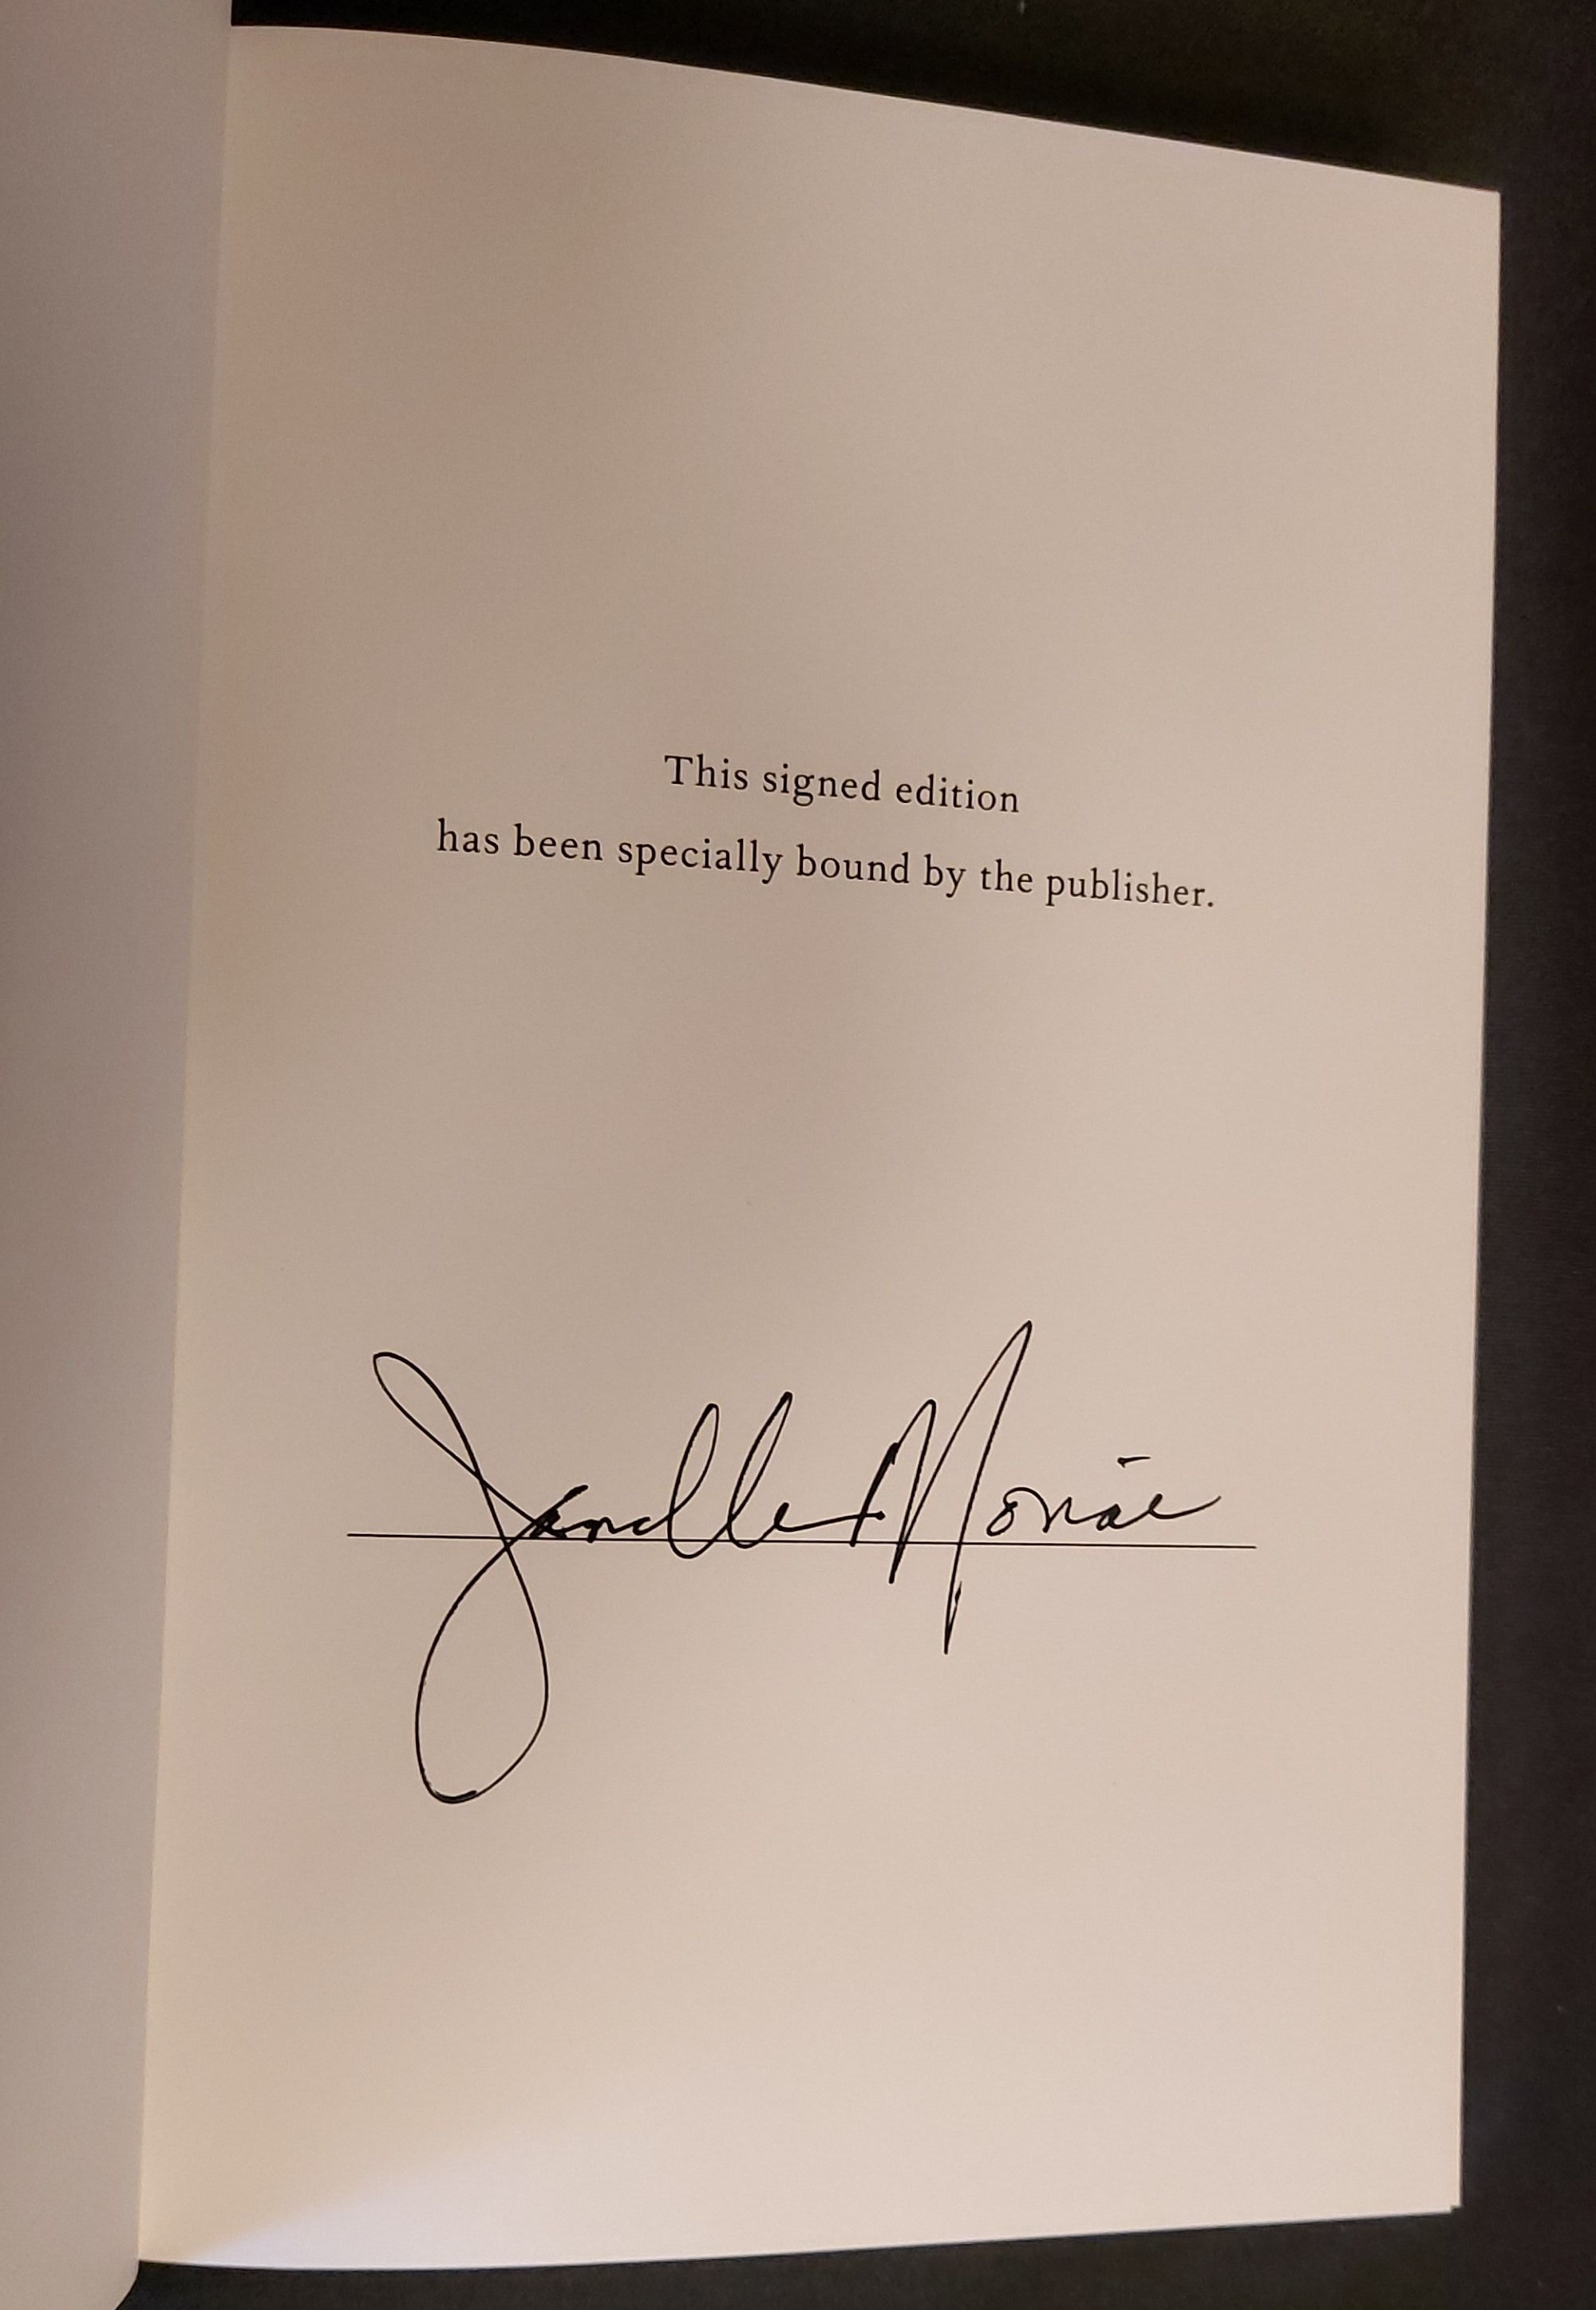 This signed edition
has been specially bound by the publisher.
Janelle Monáe